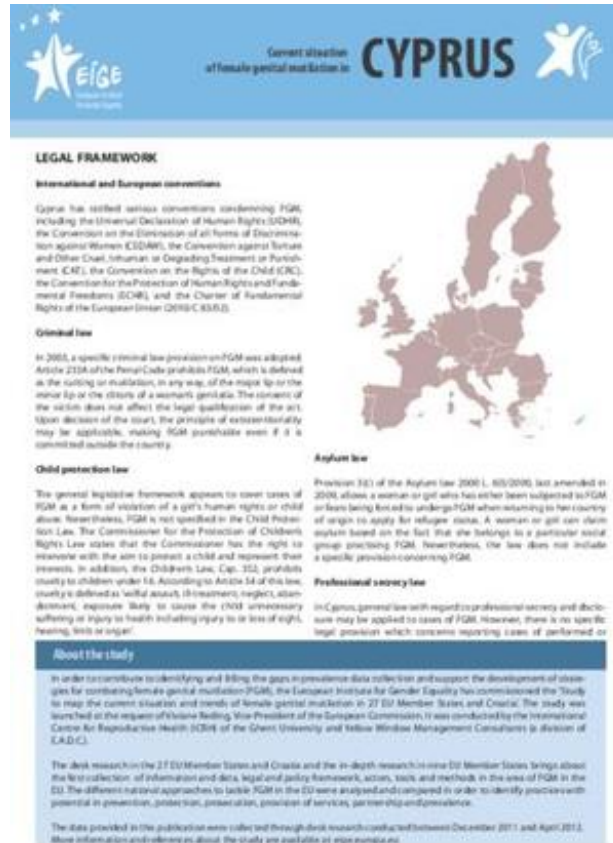 EIGE
Current situation
of female genital mutilation in
CYPRUS
LEGAL FRAMEWORK
International and European conventions
Cyprus has ratified various conventions condemning FGM,
including the Universal Declaration of Human Rights (UDHR),
the Convention on the Elimination of all Forms of Discrimina-
tion against Women (CEDAW), the Convention against Torture
and Other Cruel, Inhuman or Degrading Treatment or Punish-
ment (CAT), the Convention on the Rights of the Child (CRC),
the Convention for the Protection of Human Rights and Funda-
mental Freedoms (ECHR), and the Charter of Fundamental
Rights of the European Union (2010/C 83/02).
Criminal law
In 2003, a specific criminal law provision on FGM was adopted.
Article 233A of the Penal Code prohibits FGM, which is defined
as the cutting or mutilation, in any way, of the major lip or the
minor lip or the clitoris of a woman's genitalia. The consent of
the victim does not affect the legal qualification of the act.
Upon decision of the court, the principle of extraterritoriality
may be applicable, making FGM punishable even if it is
committed outside the country.
Child protection law
The general legislative framework appears to cover cases of
FGM as a form of violation of a girl's human rights or child
abuse. Nevertheless, FGM is not specified in the Child Protec-
tion Law. The Commissioner for the Protection of Children's
Rights Law states that the Commissioner has the right to
intervene with the aim to protect a child and represent their
interests. In addition, the Children's Law, Cap. 352, prohibits
cruelty to children under 16. According to Article 54 of this law,
cruelty is defined as 'wilful assault, ill-treatment, neglect, aban-
donment, exposure likely to cause the child unnecessary
suffering or injury to health including injury to or loss of sight,
hearing, limb or organ'.
Asylum law
Provision 3(c) of the Asylum law 2000 L. 6(I)/2000, last amended in
2009, allows a woman or girl who has either been subjected to FGM
or fears being forced to undergo FGM when returning to her country
of origin to apply for refugee status. A woman or girl can claim
asylum based on the fact that she belongs to a particular social
group practising FGM. Nevertheless, the law does not include
a specific provision concerning FGM.
Professional secrecy law
In Cyprus, general law with regard to professional secrecy and disclo-
sure may be applied to cases of FGM. However, there is no specific
legal provision which concerns reporting cases of performed or
About the study
In order to contribute to identifying and filling the gaps in prevalence data collection and support the development of strate-
gies for combating female genital mutilation (FGM), the European Institute for Gender Equality has commissioned the 'Study
to map the current situation and trends of female genital mutilation in 27 EU Member States and Croatia'. The study was
launched at the request of Viviane Reding, Vice-President of the European Commission. It was conducted by the International
Centre for Reproductive Health (ICRH) of the Ghent University and Yellow Window Management Consultants (a division of
E.A.D.C.).
The desk research in the 27 EU Member States and Croatia and the in-depth research in nine EU Member States brings about
the first collection of information and data, legal and policy framework, action, tools and methods in the area of FGM in the
EU. The different national approaches to tackle FGM in the EU were analysed and compared in order to identify practices with
potential in prevention, protection, prosecution, provision of services, partnership and prevalence.
The data provided in this publication were collected through desk research conducted between December 2011 and April 2012.
More information and references about the study are available at: eige.europa.eu